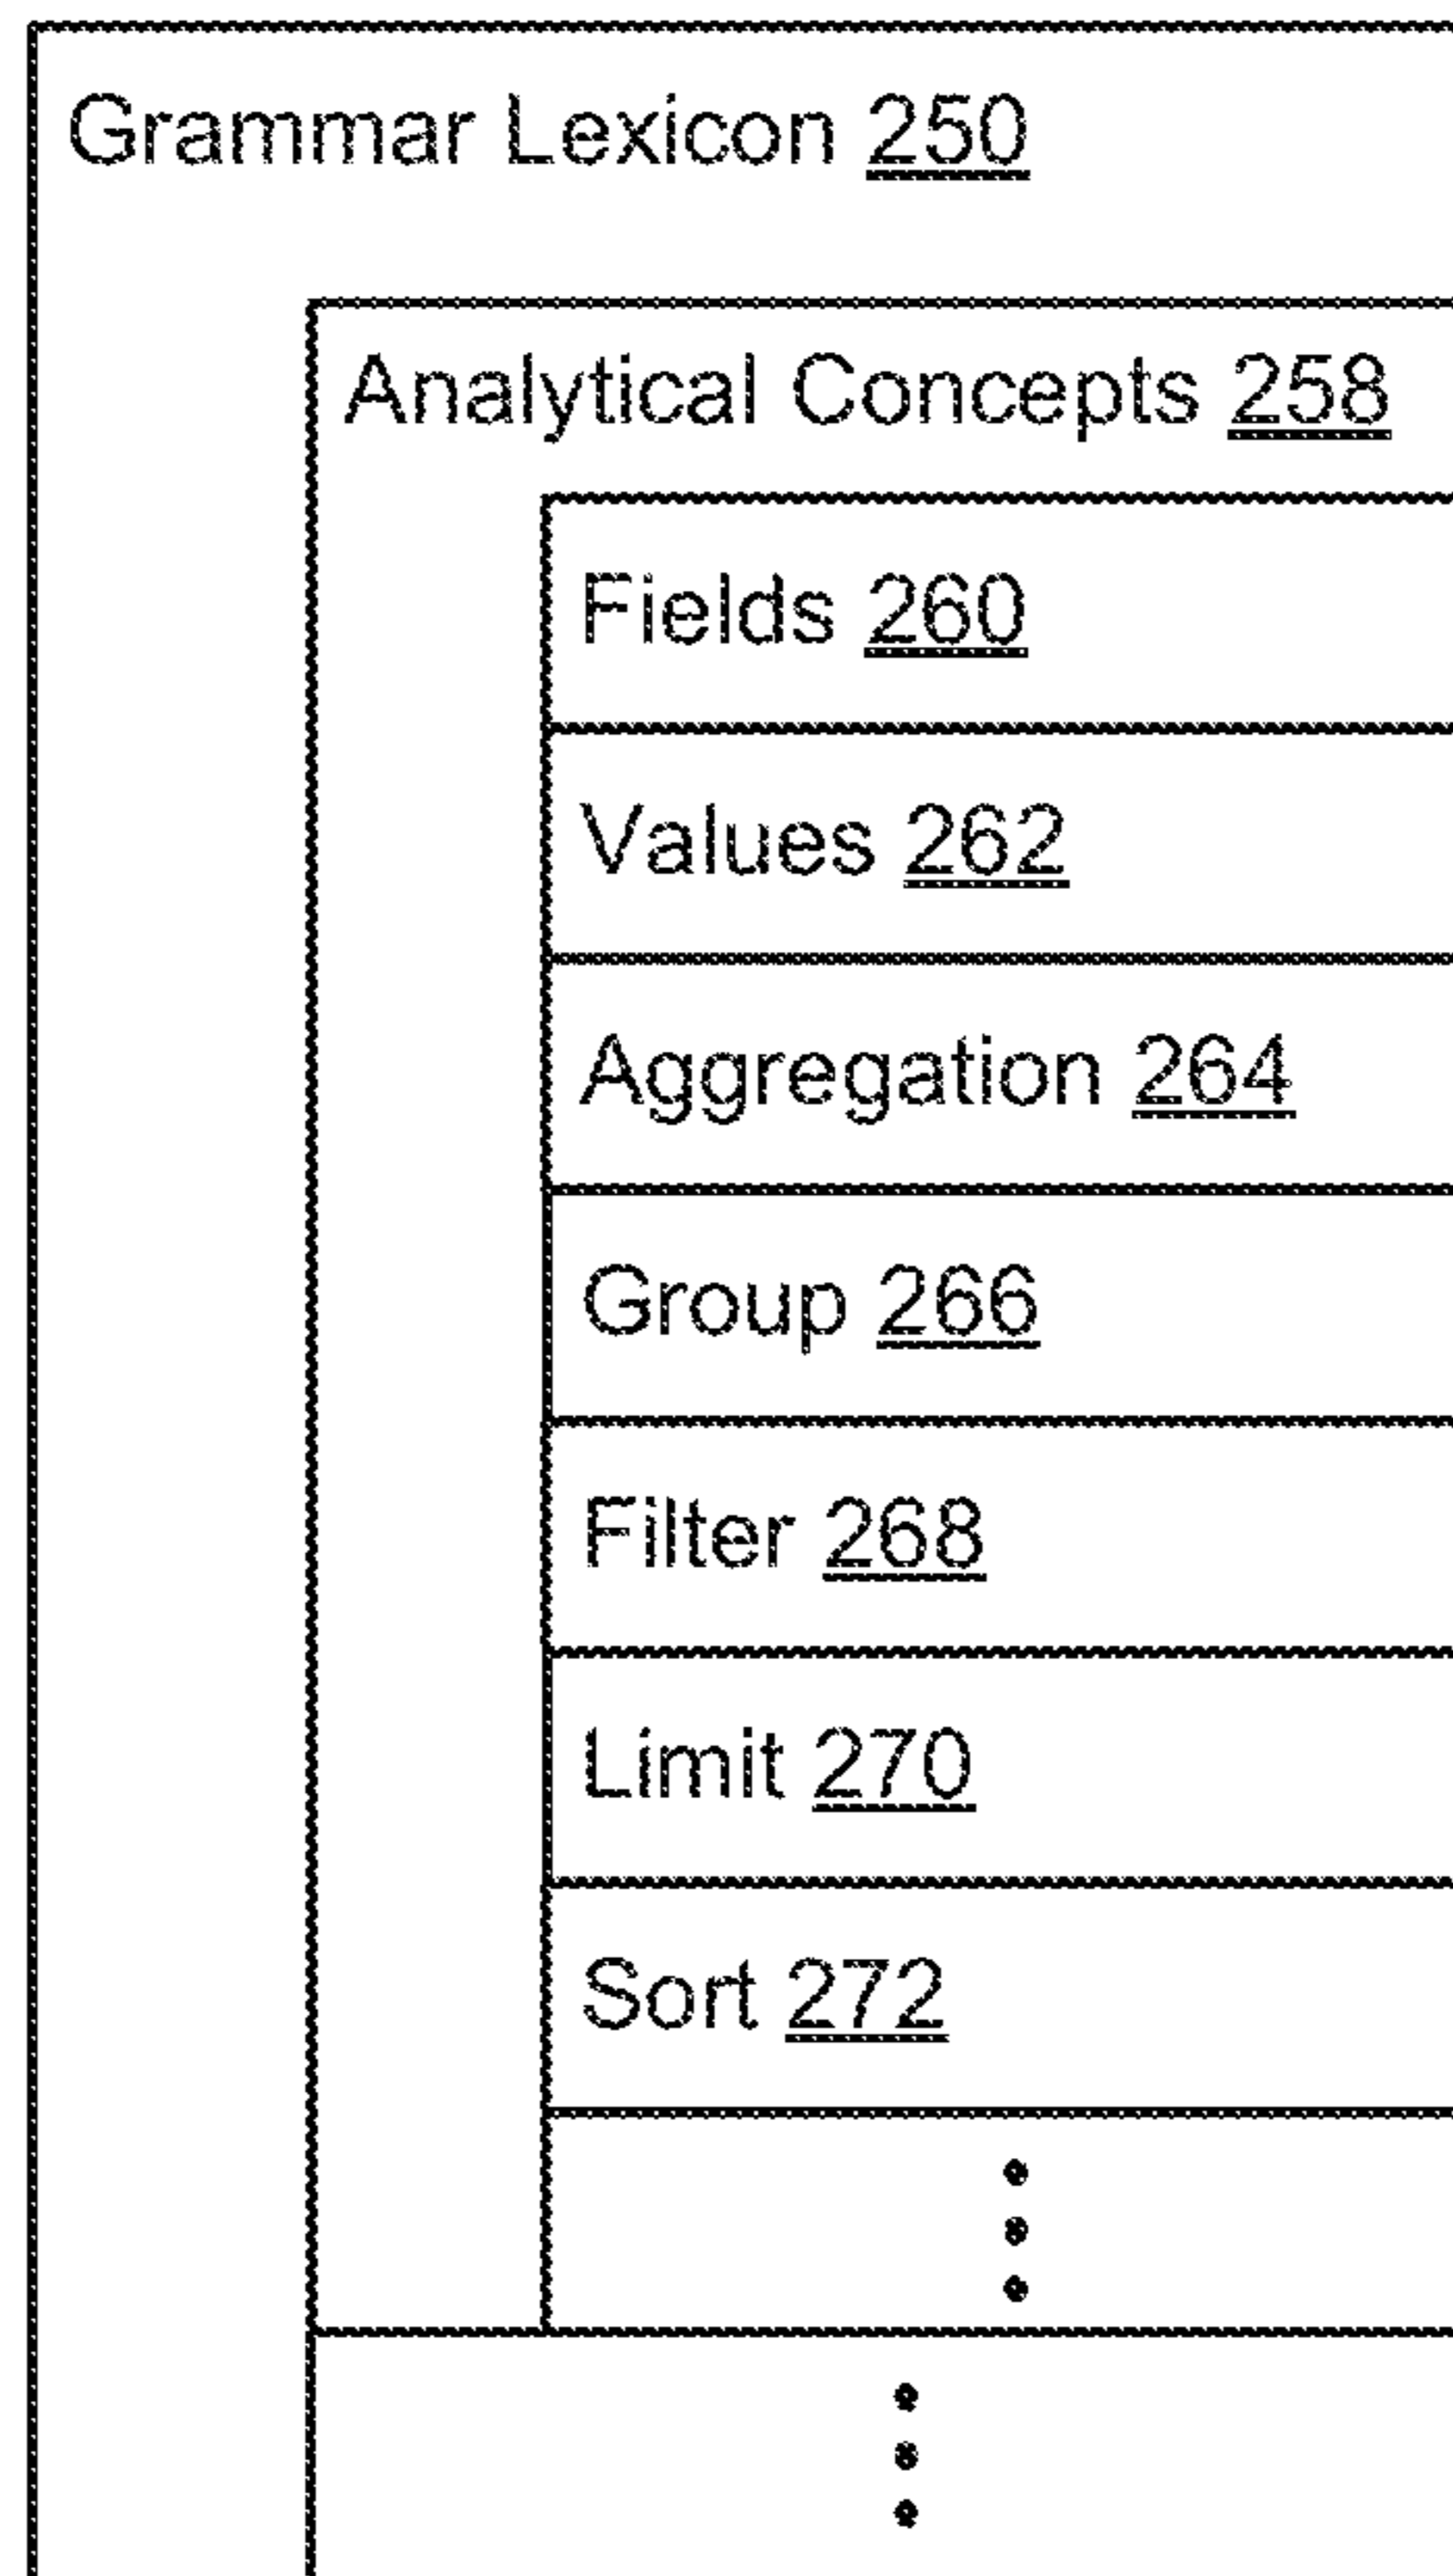 Grammar Lexicon 250
Analytical Concepts 258
Fields 260
Values 262
Aggregation 264
Group 266
Filter 268
Limit 270
Sort 272